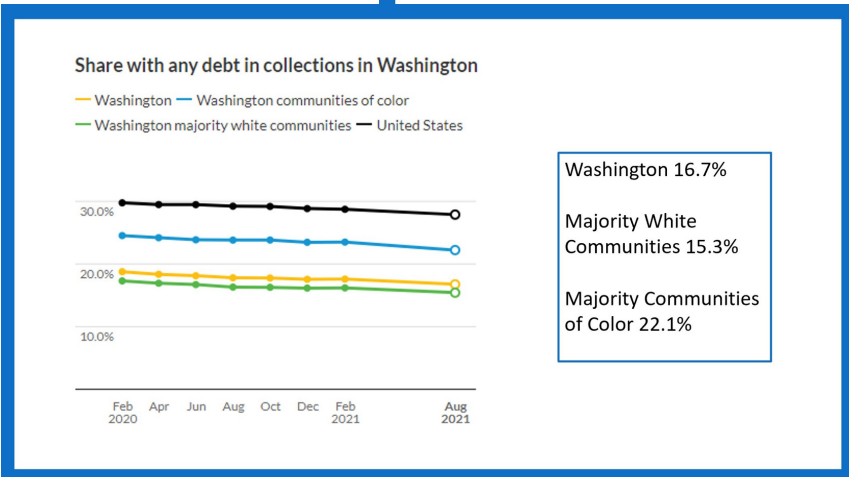 Share with any debt in collections in Washington
Washington Washington communities of color
Washington majority white communities United States
30.0%
20.0%
10.0%
Feb Apr Jun Aug Oct Dec Feb Aug
2020 2021 2021
Washington 16.7%
Majority White
Communities 15.3%
Majority Communities
of Color 22.1%